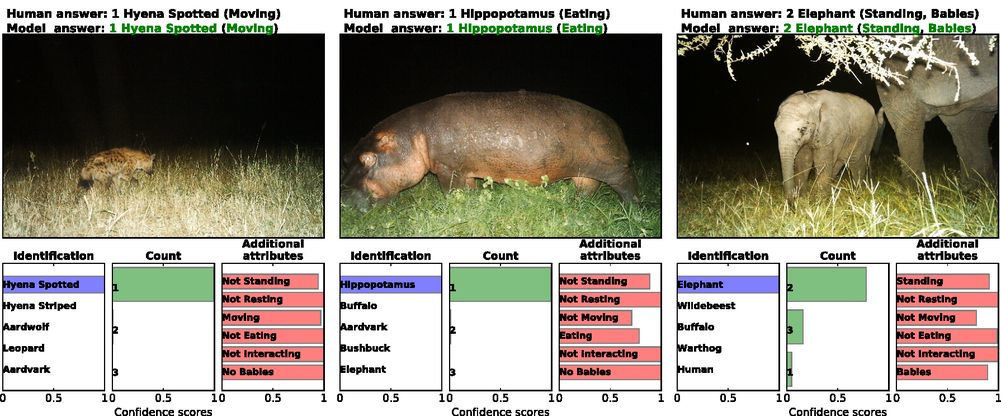 Human answer: 1 Hyena Spotted (Moving)
Model answer: 1 Hyena Spotted (Moving)
Identification
Count
Additional attributes
Hyena Spotted
Hyena Striped
Aardwolf
Leopard
Aardvark
1
2
3
Not Standing
Not Resting
Moving
Not Eating
Not Interacting
No Babies
0 0.5 1 0 0.5 1 0 0.5 1
Confidence scores
Human answer: 1 Hippopotamus (Eating)
Model answer: 1 Hippopotamus (Eating)
Identification
Count
Additional attributes
Hippopotamus
Buffalo
Aardvark
Bushbuck
Elephant
1
2
3
Not Standing
Not Resting
Not Moving
Eating
Not Interacting
No Babies
0 0.5 1 0 0.5 1 0 0.5 1
Confidence scores
Human answer: 2 Elephant (Standing, Babies)
Model answer: 2 Elephant (Standing, Babies)
Identification
Count
Additional attributes
Elephant
Wildebeest
Buffalo
Warthog
Human
2
3
1
Standing
Not Resting
Not Moving
Not Eating
Not Interacting
Babies
0 0.5 1 0 0.5 1 0 0.5 1
Confidence scores